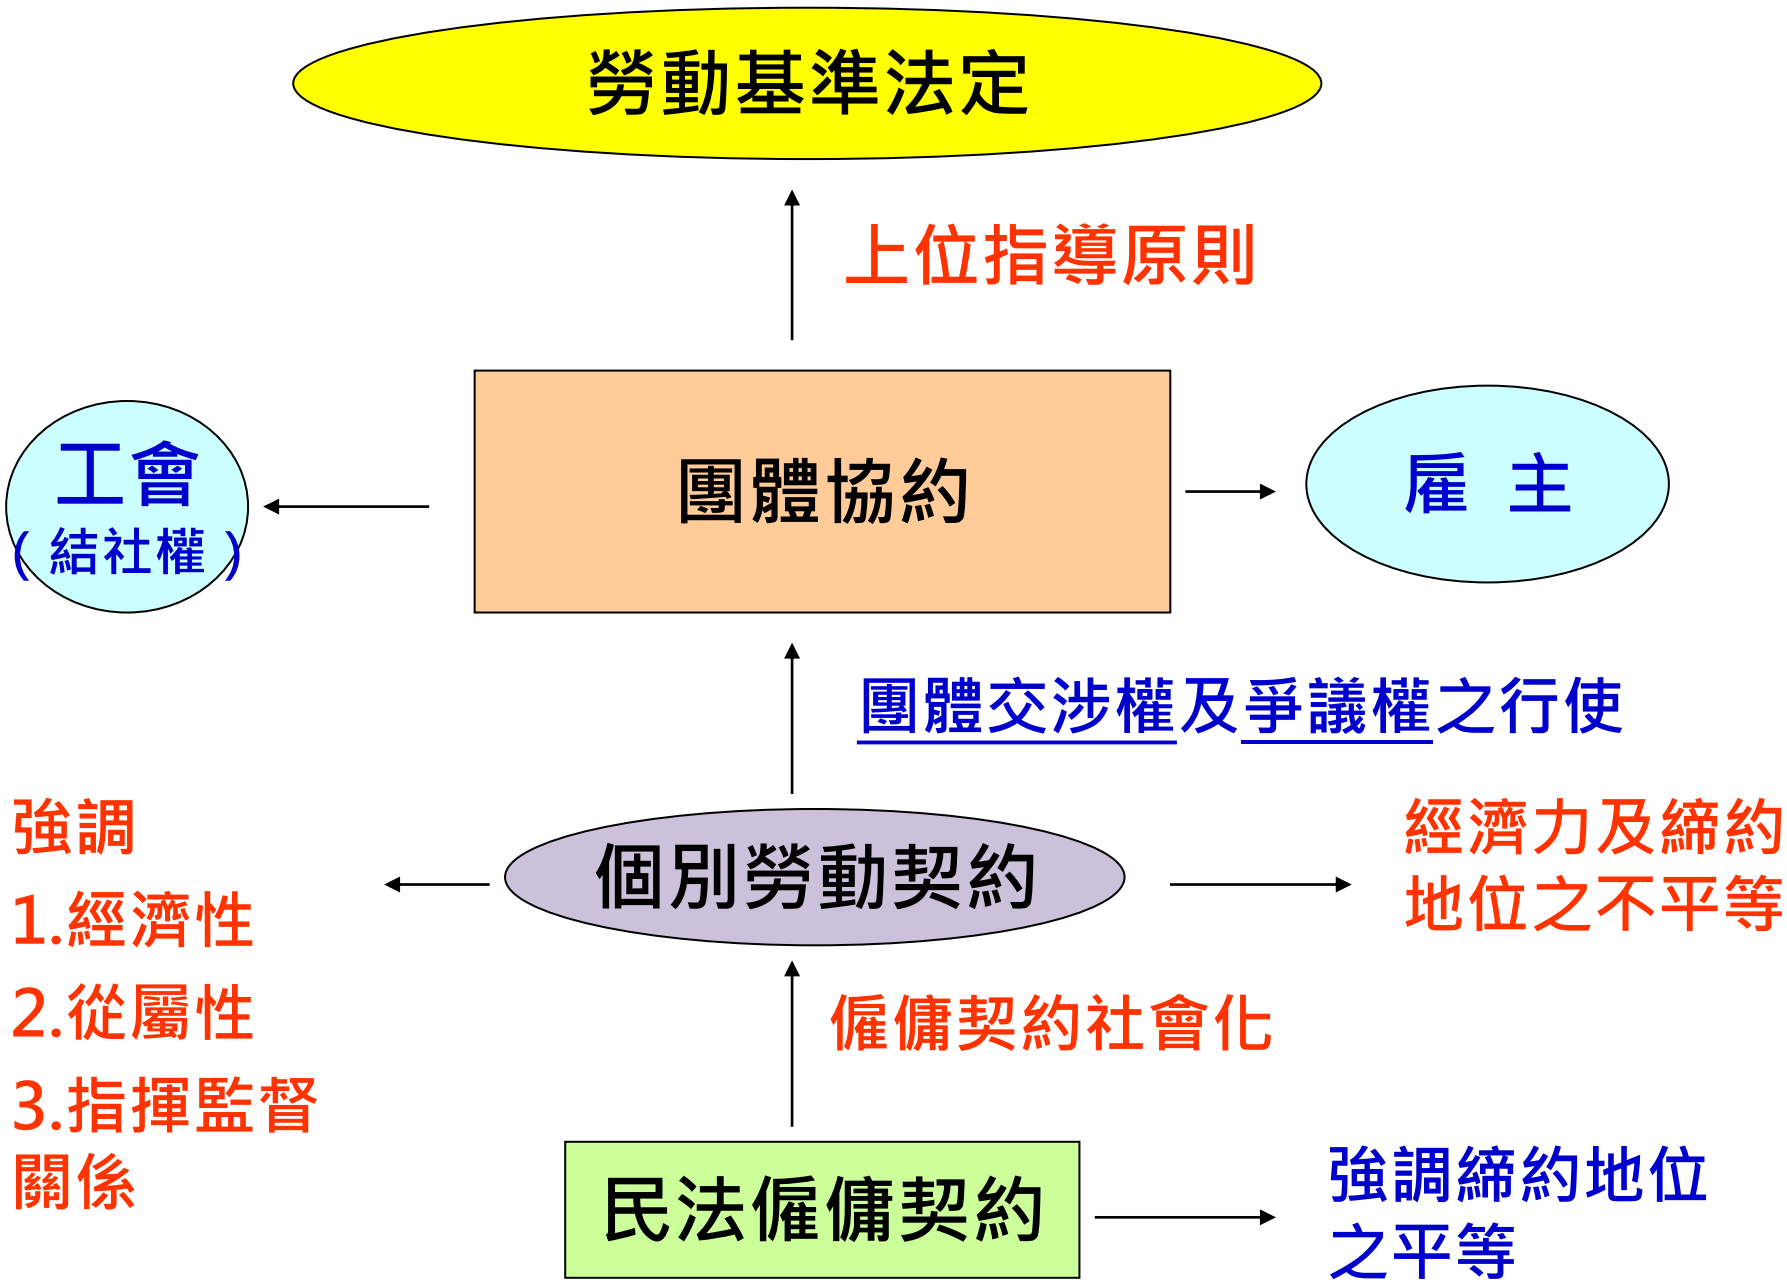 勞動基準法定
上位指導原則
工會
( 結社權 )
團體協約
雇 主
團體交涉權及爭議權之行使
強調
1.經濟性
2.從屬性
3.指揮監督
關係
個別勞動契約
經濟力及締約
地位之不平等
僱傭契約社會化
民法僱傭契約
強調締約地位
之平等